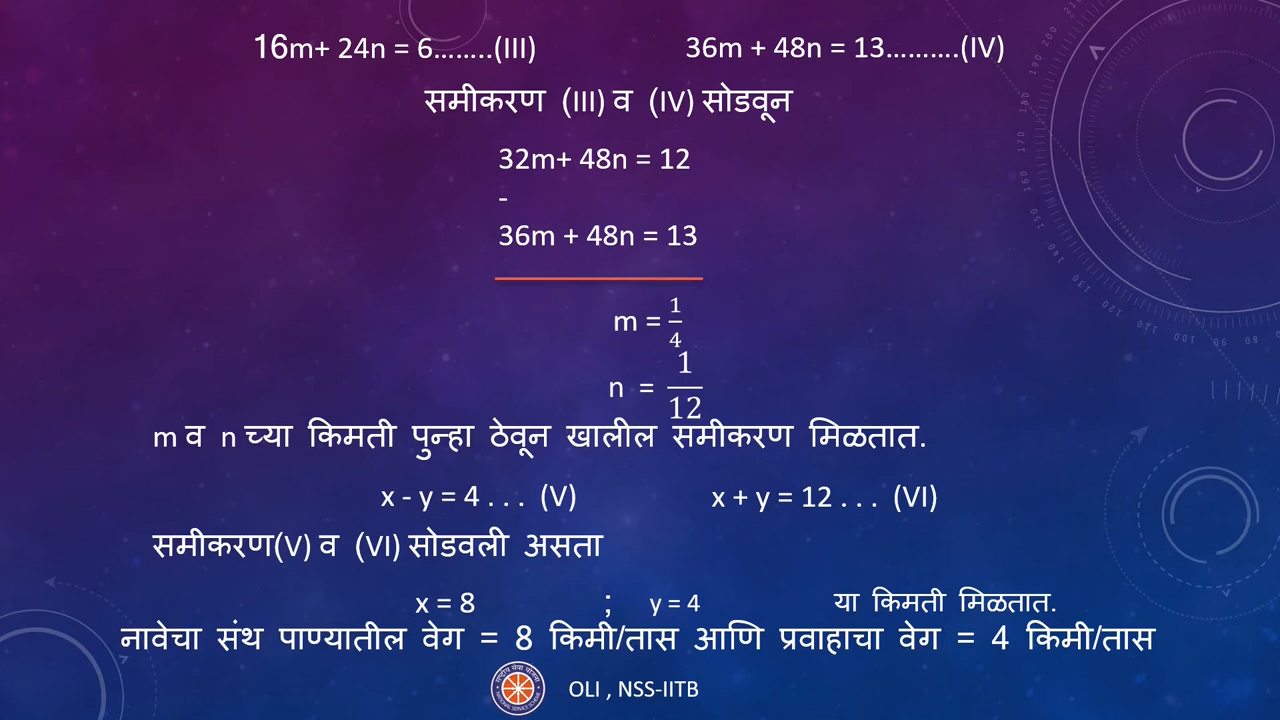 16m+ 24n = 6........(III) 36m + 48n = 13..........(IV)
समीकरण (III) व (IV) सोडवून
32m+ 48n = 12
-
36m + 48n = 13
m = 1/4
n = 1/12
m व n च्या किमती पुन्हा ठेवून खालील समीकरण मिळतात.
x - y = 4 . . . (V) x + y = 12 . . . (VI)
समीकरण(V) व (VI) सोडवली असता
x = 8 ; y = 4 या किमती मिळतात.
नावेचा संथ पाण्यातील वेग = 8 किमी/तास आणि प्रवाहाचा वेग = 4 किमी/तास
OLI , NSS-IITB